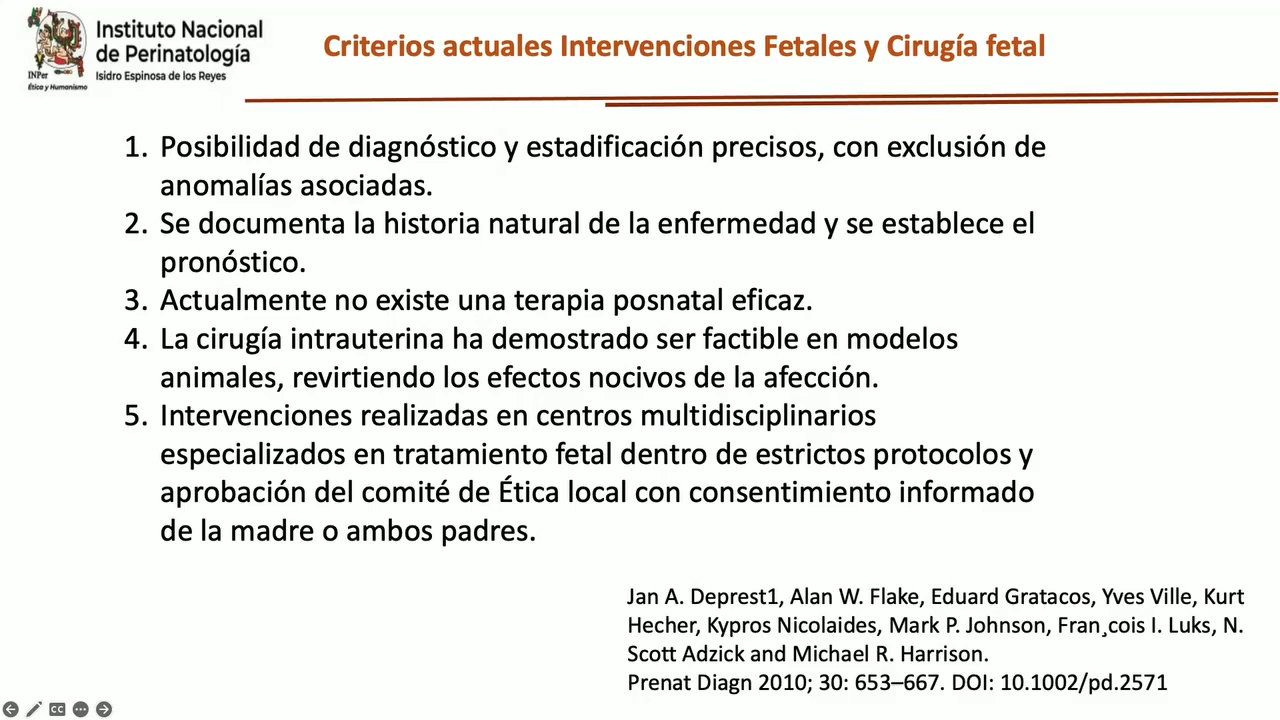 Instituto Nacional
de Perinatología
Isidro Espinosa de los Reyes
INPer
Ética y Humanismo
Criterios actuales Intervenciones Fetales y Cirugía fetal
1. Posibilidad de diagnóstico y estadificación precisos, con exclusión de
anomalías asociadas.
2. Se documenta la historia natural de la enfermedad y se establece el
pronóstico.
3. Actualmente no existe una terapia posnatal eficaz.
4. La cirugía intrauterina ha demostrado ser factible en modelos
animales, revirtiendo los efectos nocivos de la afección.
5. Intervenciones realizadas en centros multidisciplinarios
especializados en tratamiento fetal dentro de estrictos protocolos y
aprobación del comité de Ética local con consentimiento informado
de la madre o ambos padres.
Jan A. Deprest1, Alan W. Flake, Eduard Gratacos, Yves Ville, Kurt
Hecher, Kypros Nicolaides, Mark P. Johnson, Fran¸cois I. Luks, N.
Scott Adzick and Michael R. Harrison.
Prenat Diagn 2010; 30: 653–667. DOI: 10.1002/pd.2571
CC